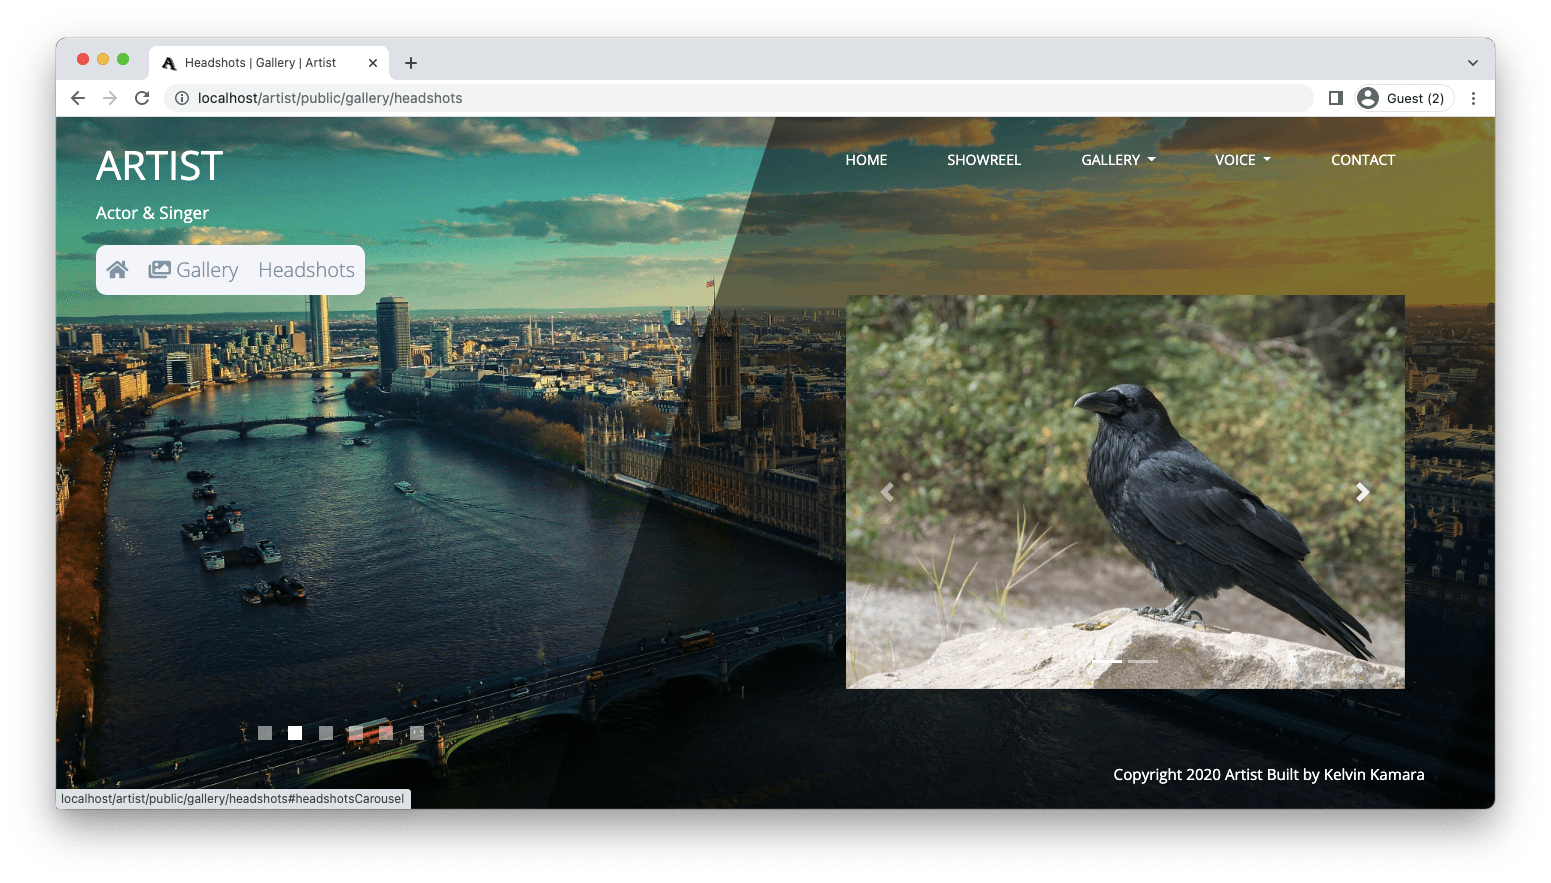 Headshots | Gallery | Artist
localhost/artist/public/gallery/headshots
Guest (2)
ARTIST
HOME
SHOWREEL
GALLERY
VOICE
CONTACT
Actor & Singer
Gallery
Headshots
Copyright 2020 Artist Built by Kelvin Kamara
localhost/artist/public/gallery/headshots#headshotsCarousel